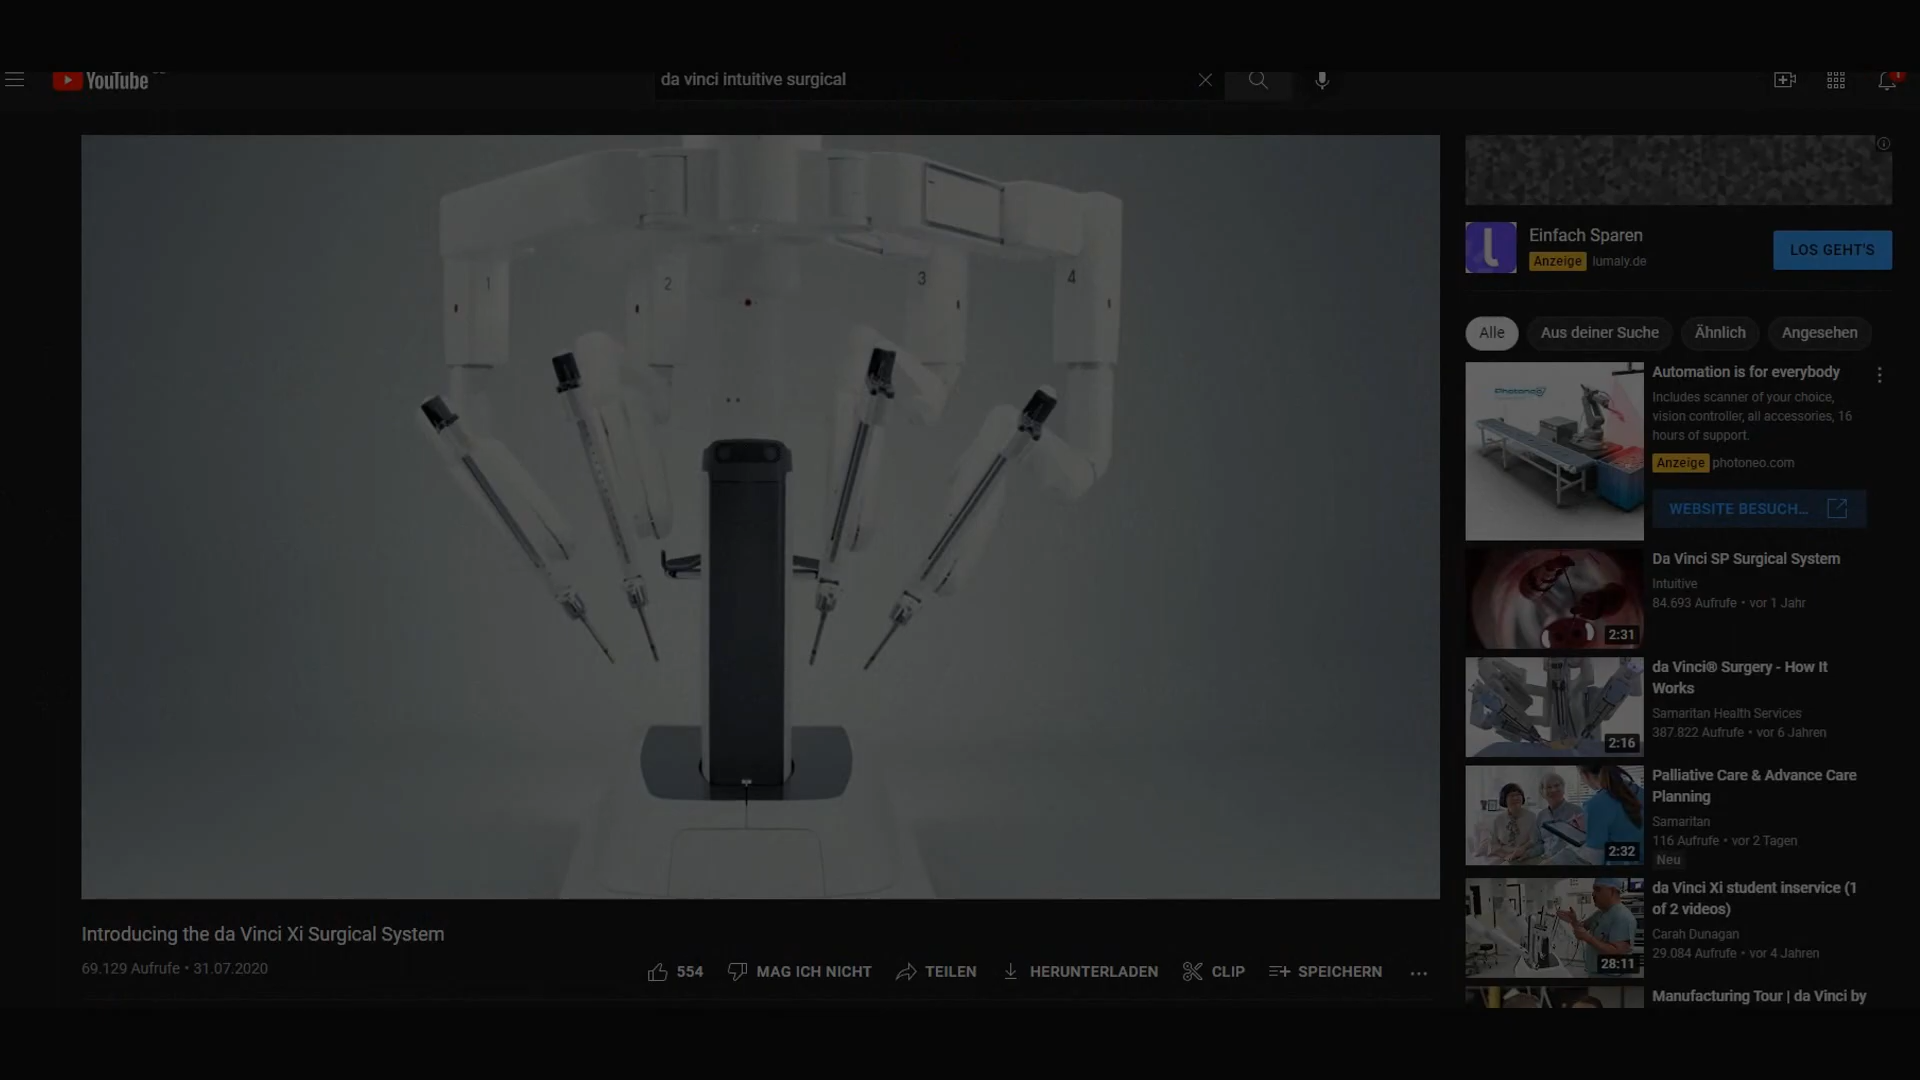 YouTube
da vinci intuitive surgical
1
2
3
4
Introducing the da Vinci Xi Surgical System
69.129 Aufrufe • 31.07.2020
554
MAG ICH NICHT
TEILEN
HERUNTERLADEN
CLIP
SPEICHERN
Einfach Sparen
Anzeige lumaly.de
LOS GEHT'S
Alle
Aus deiner Suche
Ähnlich
Angesehen
Photoneo
Automation is for everybody
Includes scanner of your choice,
vision controller, all accessories, 16
hours of support.
Anzeige photoneo.com
WEBSITE BESUCH...
2:31
Da Vinci SP Surgical System
Intuitive
84.693 Aufrufe • vor 1 Jahr
2:16
da Vinci® Surgery - How It
Works
Samaritan Health Services
387.822 Aufrufe • vor 6 Jahren
2:32
Palliative Care & Advance Care
Planning
Samaritan
116 Aufrufe • vor 2 Tagen
Neu
28:11
da Vinci Xi student inservice (1
of 2 videos)
Carah Dunagan
29.084 Aufrufe • vor 4 Jahren
Manufacturing Tour | da Vinci by